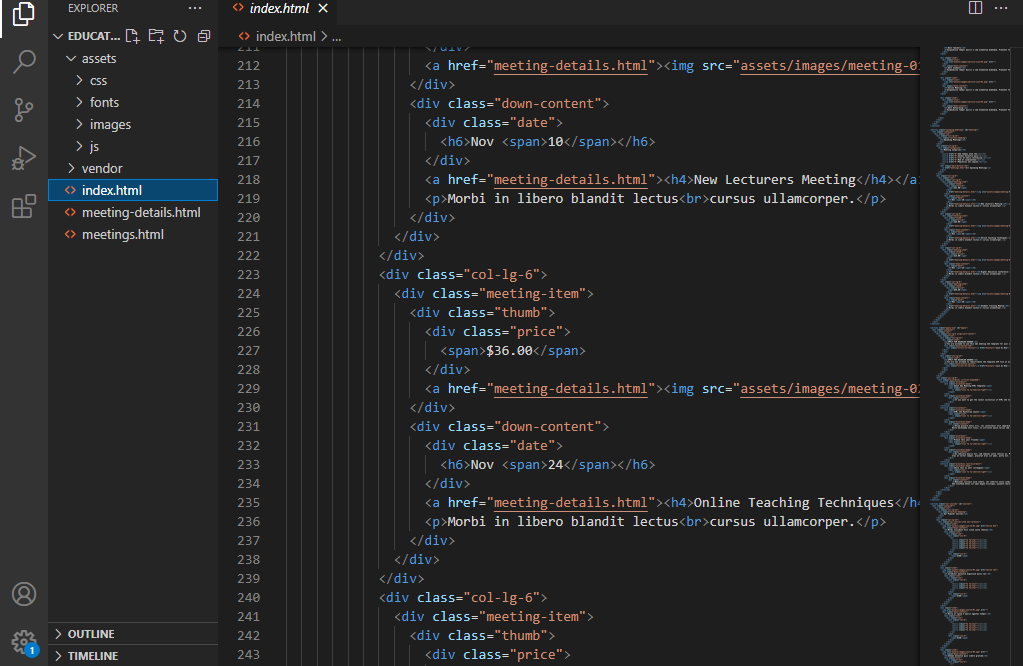 EXPLORER
EDUCAT...
assets
css
fonts
images
js
vendor
index.html
meeting-details.html
meetings.html
OUTLINE
TIMELINE
1
index.html
index.html > ...
211 </div>
212 <a href="meeting-details.html"><img src="assets/images/meeting-0
213 </div>
214 <div class="down-content">
215 <div class="date">
216 <h6>Nov <span>10</span></h6>
217 </div>
218 <a href="meeting-details.html"><h4>New Lecturers Meeting</h4></a
219 <p>Morbi in libero blandit lectus<br>cursus ullamcorper.</p>
220 </div>
221 </div>
222 </div>
223 <div class="col-lg-6">
224 <div class="meeting-item">
225 <div class="thumb">
226 <div class="price">
227 <span>$36.00</span>
228 </div>
229 <a href="meeting-details.html"><img src="assets/images/meeting-0
230 </div>
231 <div class="down-content">
232 <div class="date">
233 <h6>Nov <span>24</span></h6>
234 </div>
235 <a href="meeting-details.html"><h4>Online Teaching Techniques</h4
236 <p>Morbi in libero blandit lectus<br>cursus ullamcorper.</p>
237 </div>
238 </div>
239 </div>
240 <div class="col-lg-6">
241 <div class="meeting-item">
242 <div class="thumb">
243 <div class="price">